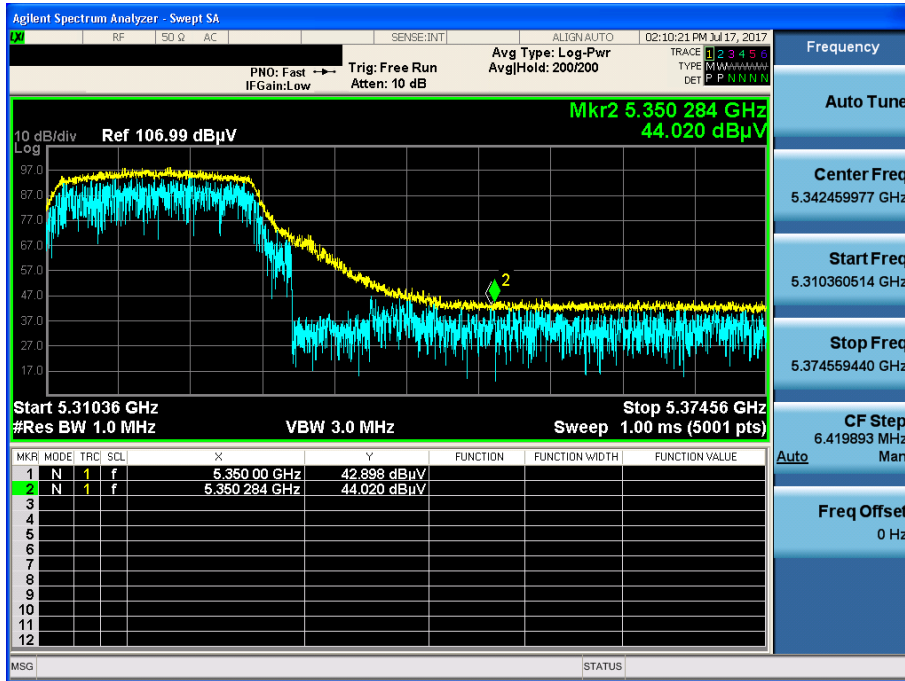 Agilent Spectrum Analyzer - Swept SA
LXI RF 50 Ω AC SENSE:INT ALIGN AUTO 02:10:21 PM Jul 17, 2017
PNO: Fast Trig: Free Run Avg Type: Log-Pwr TRACE 1 2 3 4 5 6
IFGain:Low Atten: 10 dB Avg|Hold: 200/200 TYPE M W
DET P P N N N N
Mkr2 5.350 284 GHz
10 dB/div Ref 106.99 dBµV 44.020 dBµV
Log
97.0
87.0
77.0
67.0
57.0
2
47.0
37.0
27.0
17.0
Start 5.31036 GHz Stop 5.37456 GHz
#Res BW 1.0 MHz VBW 3.0 MHz Sweep 1.00 ms (5001 pts)
MKR MODE TRC SCL X Y FUNCTION FUNCTION WIDTH FUNCTION VALUE
1 N 1 f 5.350 00 GHz 42.898 dBµV
2 N 1 f 5.350 284 GHz 44.020 dBµV
3
4
5
6
7
8
9
10
11
12
MSG STATUS
Frequency
Auto Tune
Center Freq
5.342459977 GHz
Start Freq
5.310360514 GHz
Stop Freq
5.374559440 GHz
CF Step
6.419893 MHz
Auto Man
Freq Offset
0 Hz